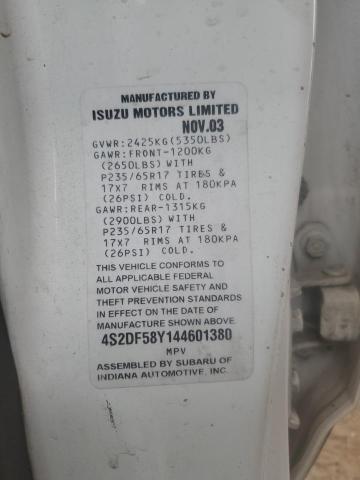 MANUFACTURED BY
ISUZU MOTORS LIMITED
NOV.03
GVWR:2425KG(5350LBS)
GAWR:FRONT-1200KG
(2650LBS) WITH
P235/65R17 TIRES &
17x7 RIMS AT 180KPA
(26PSI) COLD.
GAWR:REAR-1315KG
(2900LBS) WITH
P235/65R17 TIRES &
17x7 RIMS AT 180KPA
(26PSI) COLD.
THIS VEHICLE CONFORMS TO
ALL APPLICABLE FEDERAL
MOTOR VEHICLE SAFETY AND
THEFT PREVENTION STANDARDS
IN EFFECT ON THE DATE OF
MANUFACTURE SHOWN ABOVE.
4S2DF58Y144601380
MPV
ASSEMBLED BY SUBARU OF
INDIANA AUTOMOTIVE, INC.